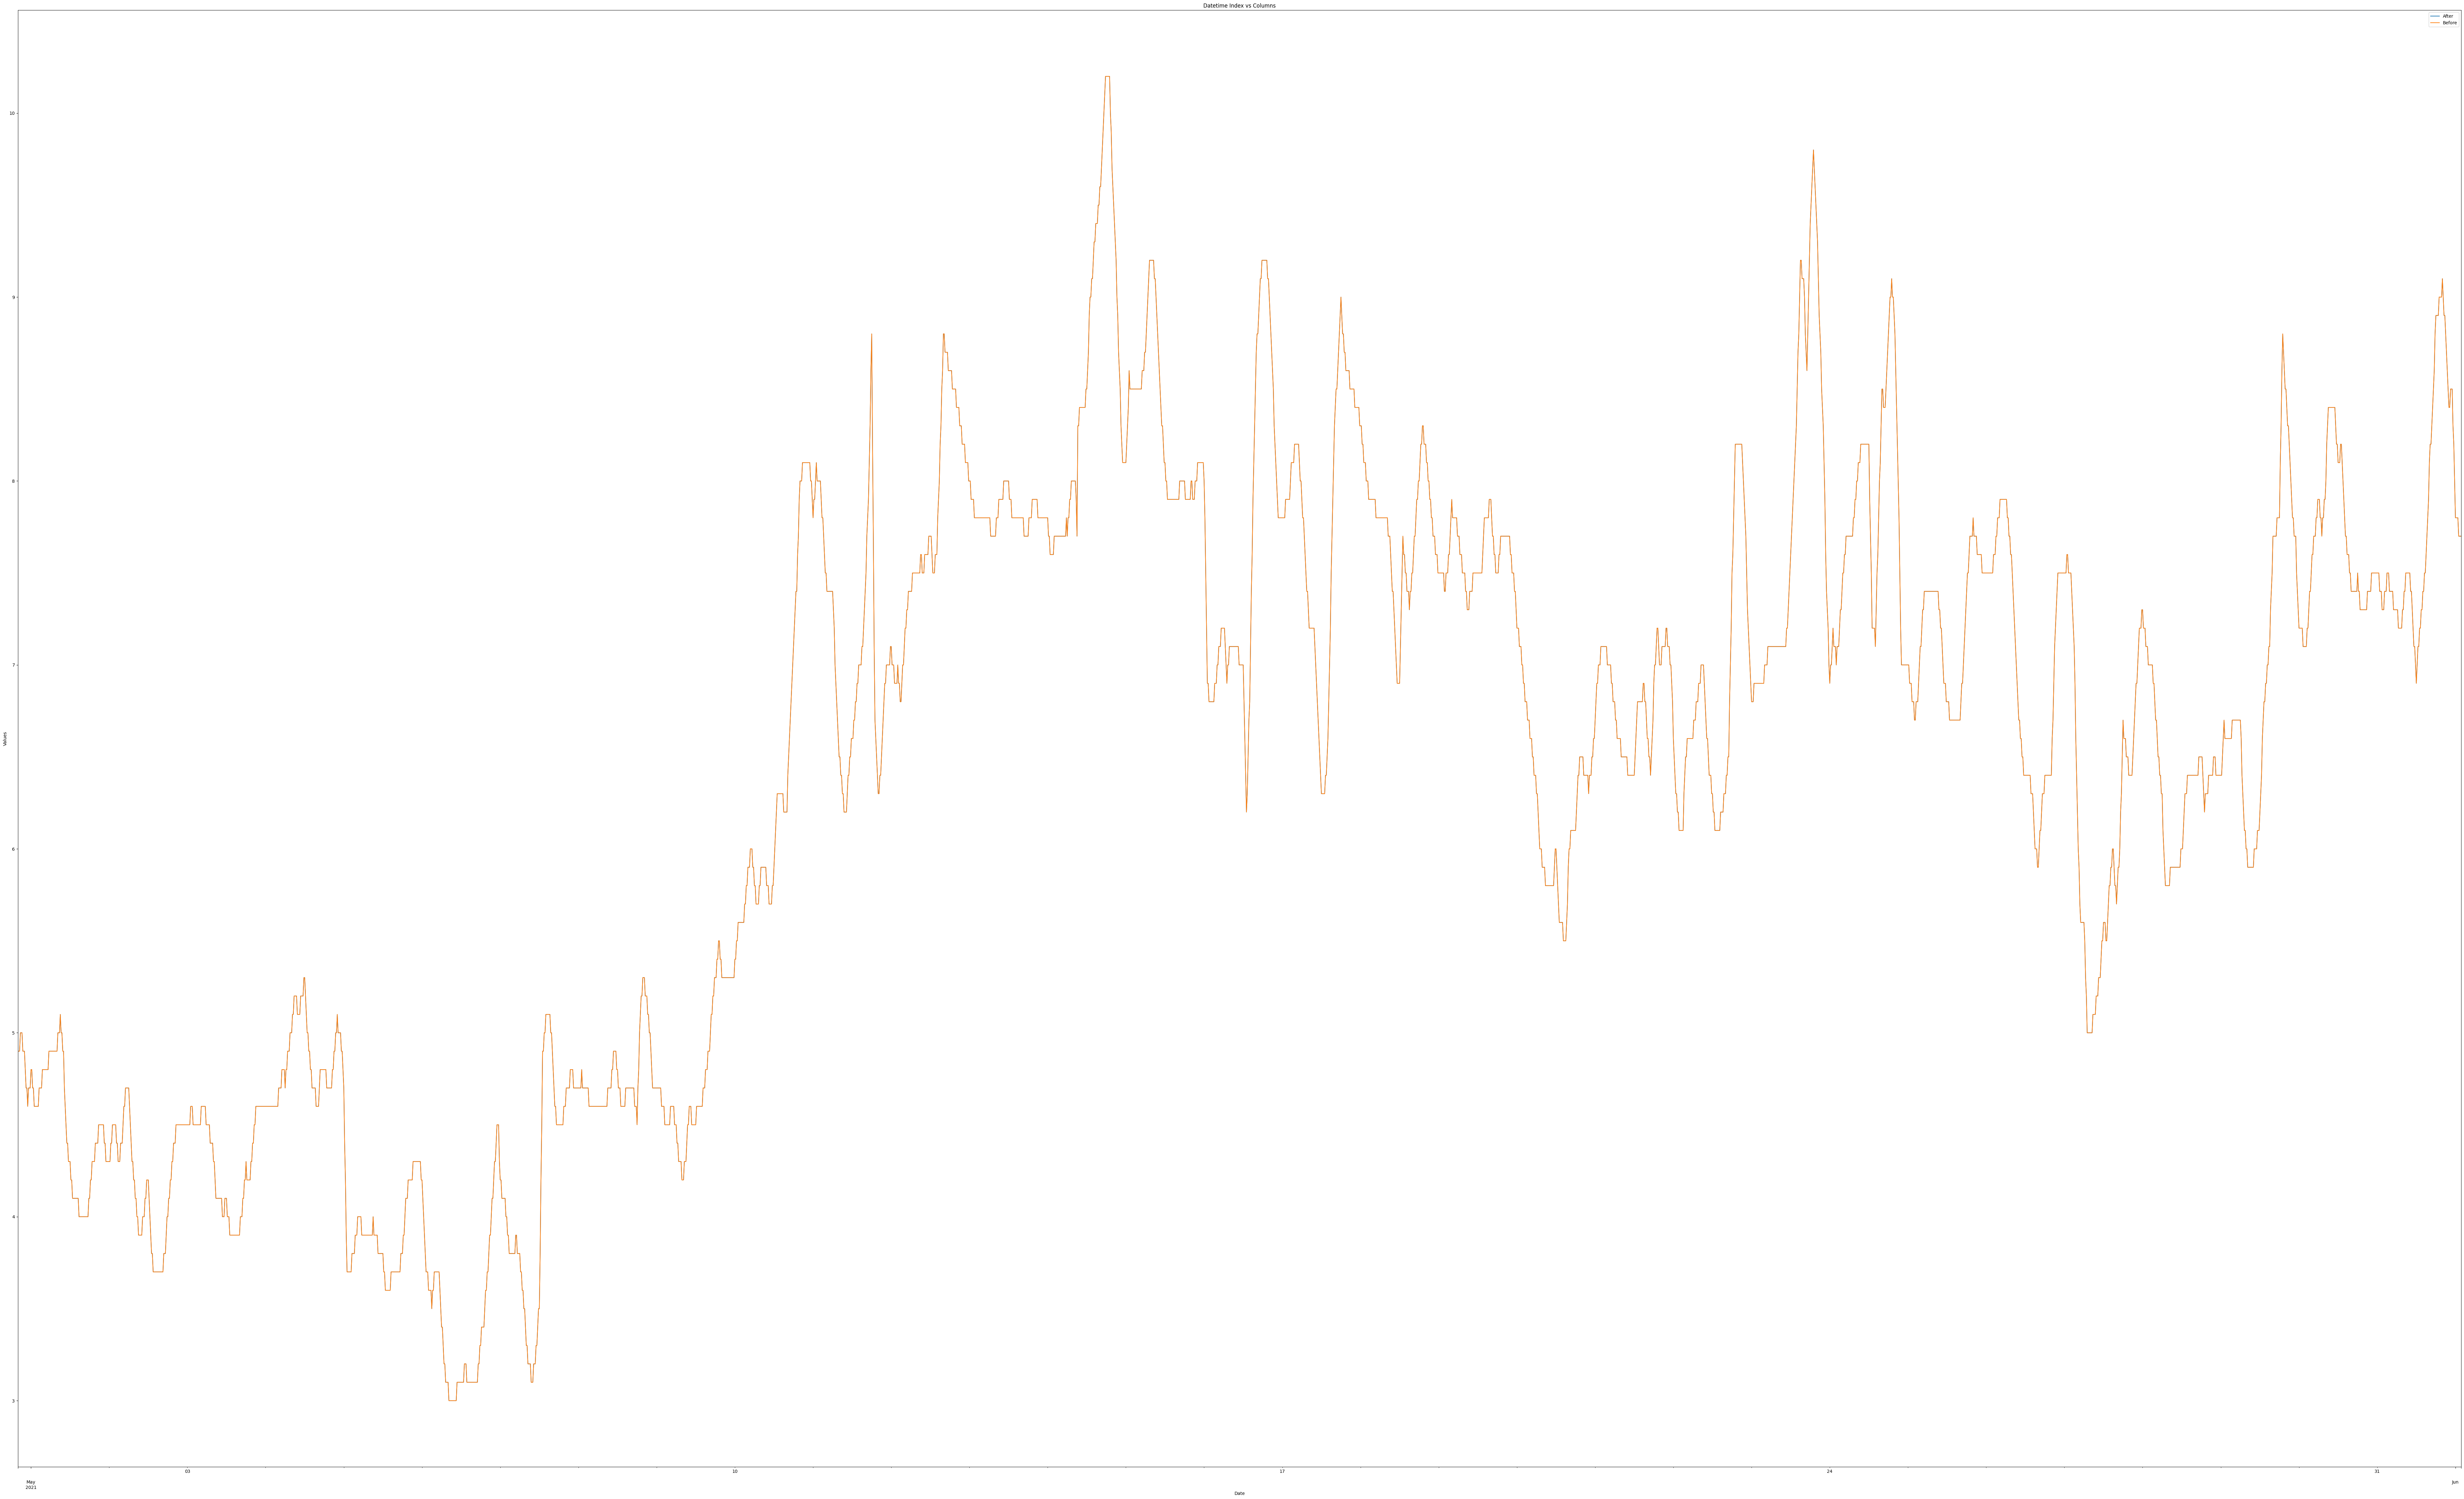 Datetime Index vs Columns
After
Before
10
9
8
7
6
5
4
3
Values
03
10
17
24
31
May
2021
Jun
Date